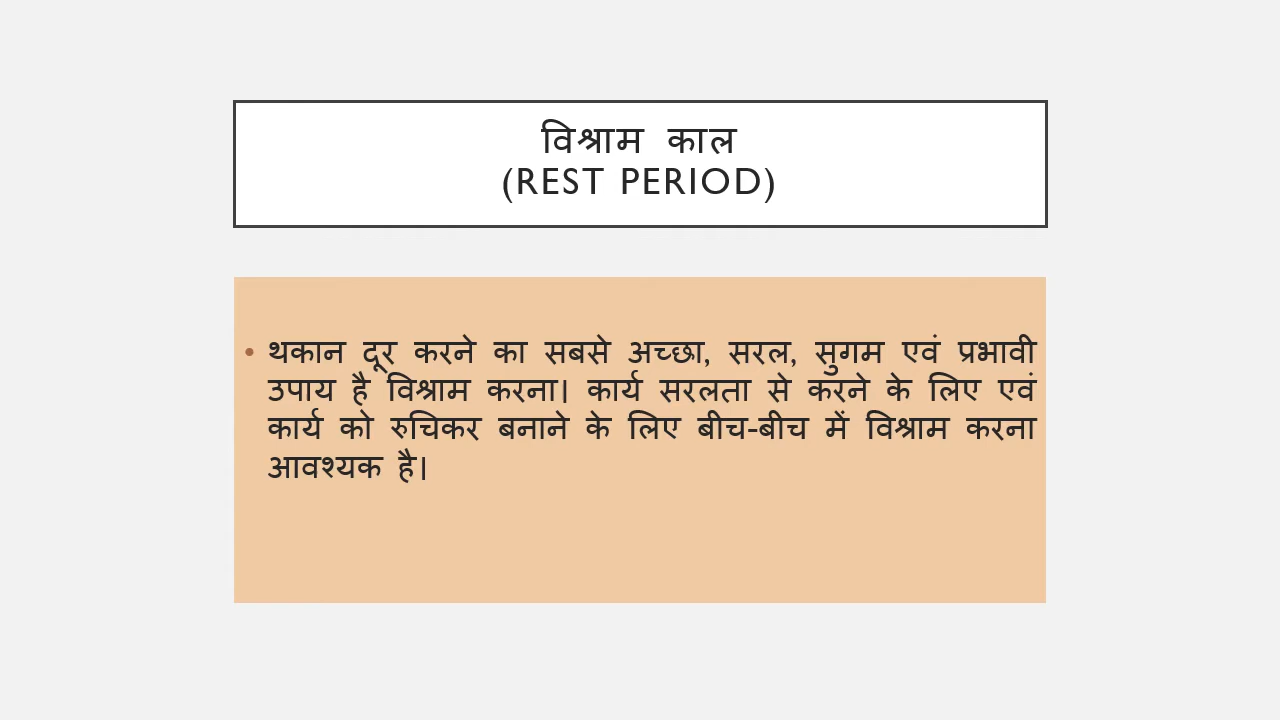 विश्राम काल
(REST PERIOD)
• थकान दूर करने का सबसे अच्छा, सरल, सुगम एवं प्रभावी
उपाय है विश्राम करना। कार्य सरलता से करने के लिए एवं
कार्य को रुचिकर बनाने के लिए बीच-बीच में विश्राम करना
आवश्यक है।